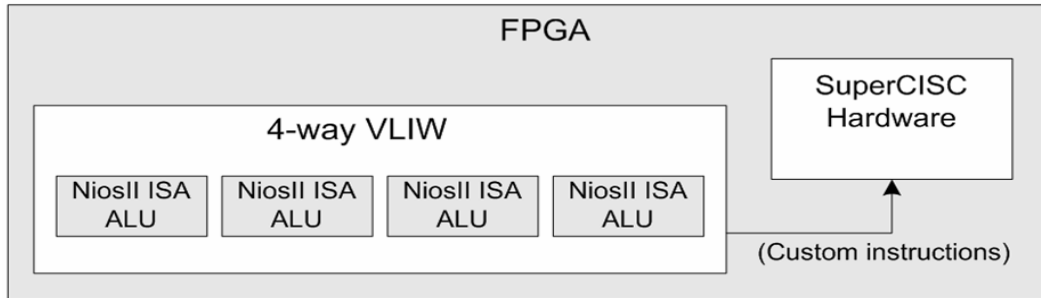 FPGA
SuperCISC
Hardware
4-way VLIW
NiosII ISA
ALU
NiosII ISA
ALU
NiosII ISA
ALU
NiosII ISA
ALU
(Custom instructions)